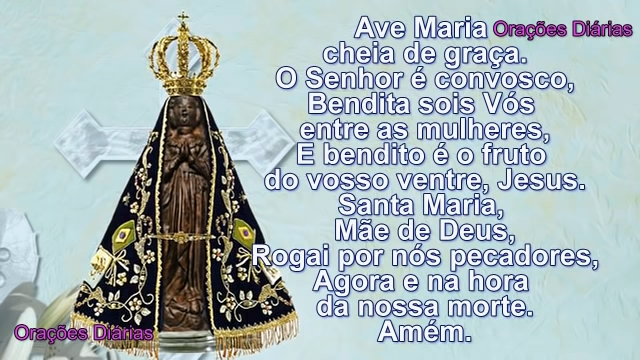 Ave Maria
Orações Diárias
cheia de graça.
O Senhor é convosco,
Bendita sois Vós
entre as mulheres,
E bendito é o fruto
do vosso ventre, Jesus.
Santa Maria,
Mãe de Deus,
Rogai por nós pecadores,
Agora e na hora
da nossa morte.
Amém.
Orações Diárias